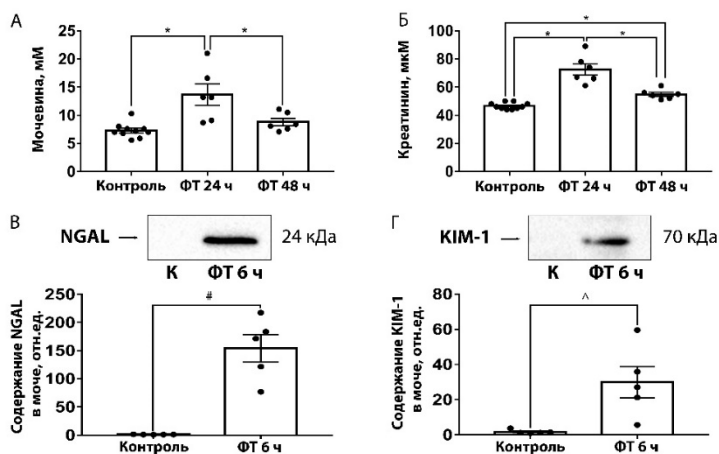 А
Мочевина, мМ
25
20
15
10
5
0
*
*
Контроль
ФТ 24 ч
ФТ 48 ч
Б
Креатинин, мкМ
100
80
60
40
20
0
*
*
*
Контроль
ФТ 24 ч
ФТ 48 ч
В
NGAL → 24 кДа
К ФТ 6 ч
Содержание NGAL
в моче, отн.ед.
250
200
150
100
50
0
#
Контроль
ФТ 6 ч
Г
KIM-1 → 70 кДа
К ФТ 6 ч
Содержание KIM-1
в моче, отн.ед.
80
60
40
20
0
^
Контроль
ФТ 6 ч